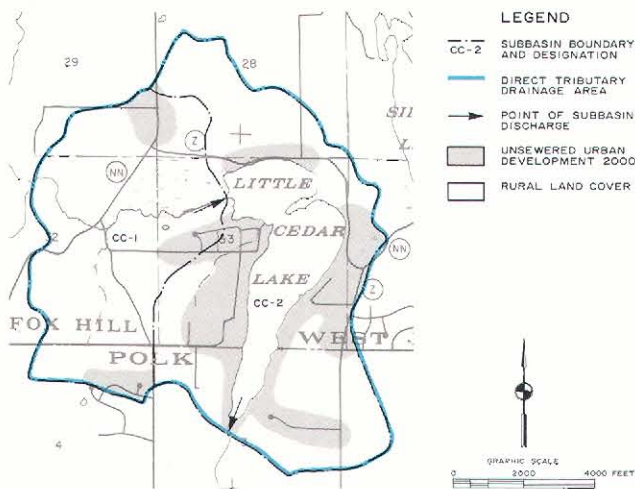 29
28
SIL
L
Z
NN
LITTLE
32
CC-1
33
CEDAR
NN
LAKE
CC-2
Z
FOX HILL
WEST
POLK
4
LEGEND
CC-2 SUBBASIN BOUNDARY
AND DESIGNATION
DIRECT TRIBUTARY
DRAINAGE AREA
POINT OF SUBBASIN
DISCHARGE
UNSEWERED URBAN
DEVELOPMENT 2000
RURAL LAND COVER
GRAPHIC SCALE
0 2000 4000 FEET